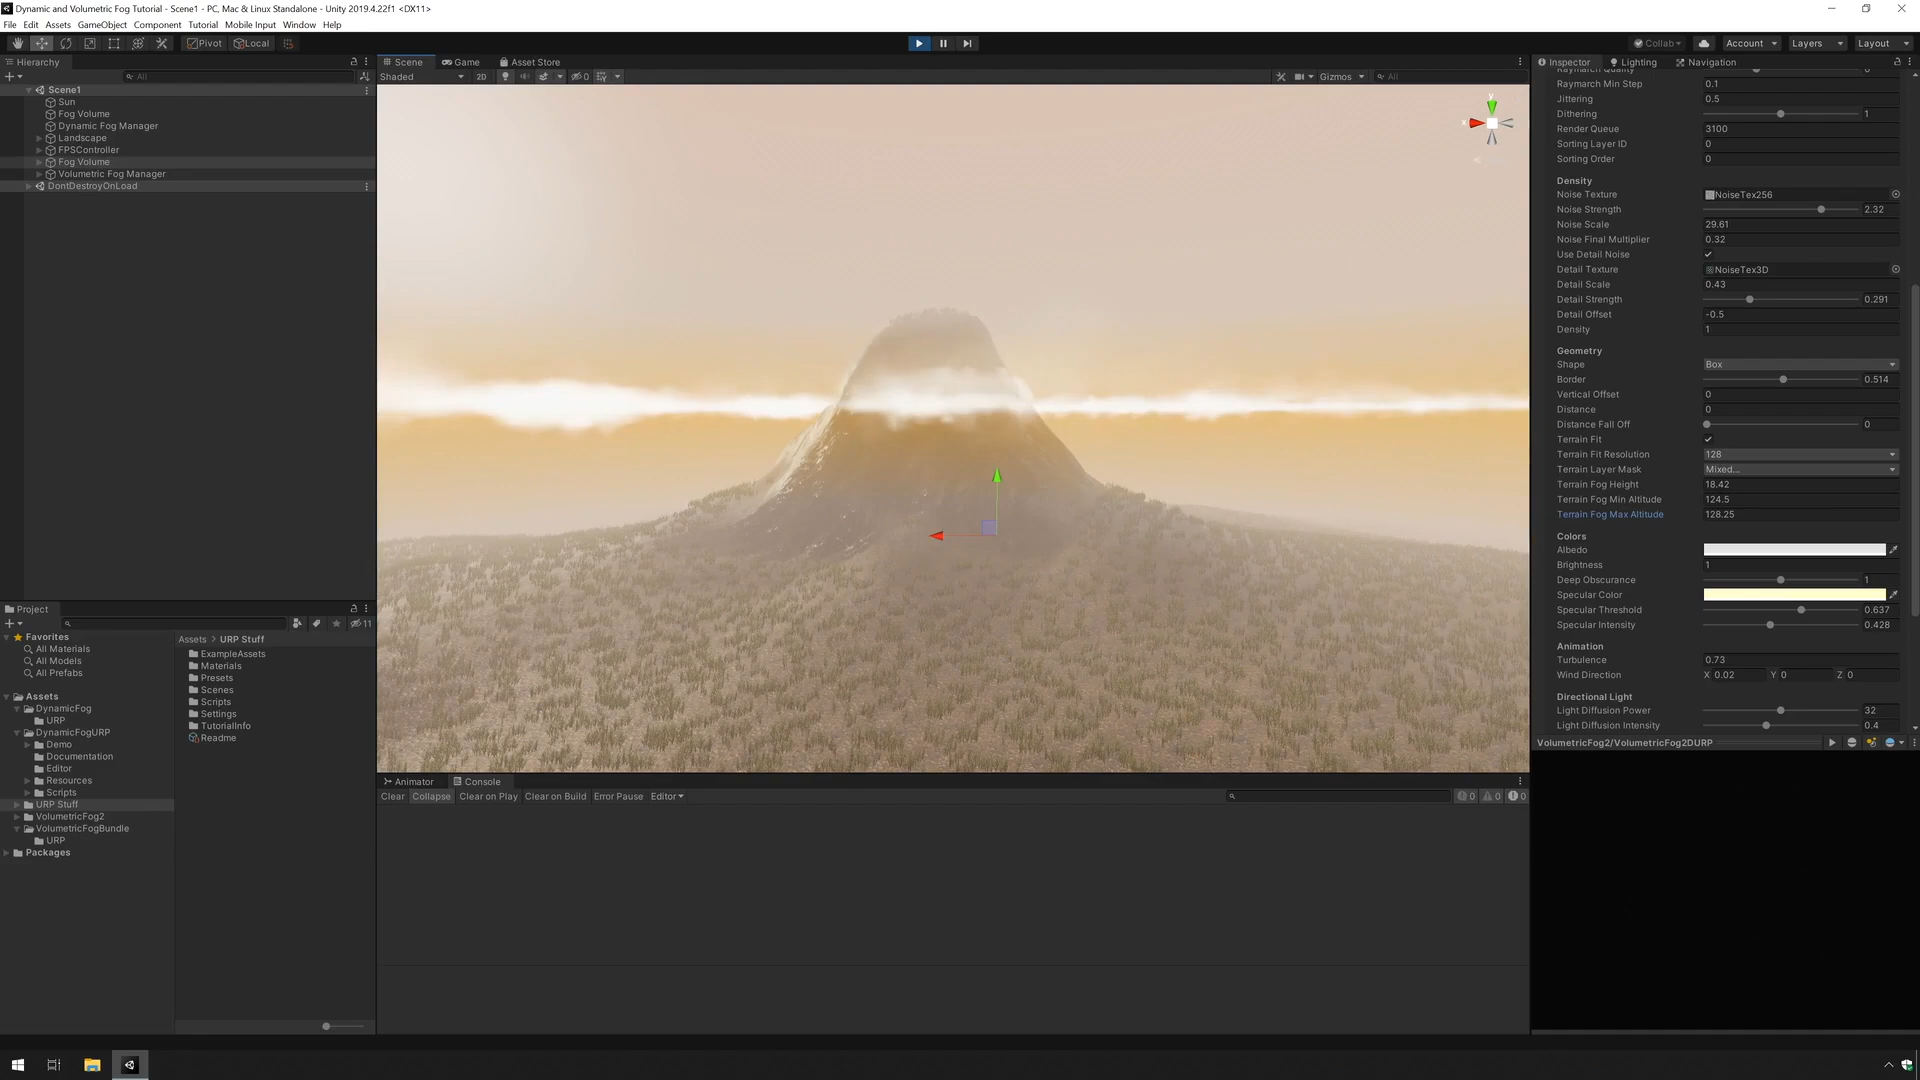 Dynamic and Volumetric Fog Tutorial - Scene1 - PC, Mac & Linux Standalone - Unity 2019.4.22f1 <DX11>
File Edit Assets GameObject Component Tutorial Mobile Input Window Help
Pivot Local
Collab Account Layers Layout
Hierarchy
All
Scene1
Sun
Fog Volume
Dynamic Fog Manager
Landscape
FPSController
Fog Volume
Volumetric Fog Manager
DontDestroyOnLoad
Scene Game Asset Store
Shaded 2D 0 Gizmos All
y
x
Inspector Lighting Navigation
Raymarch Quality
Raymarch Min Step 0.1
Jittering 0.5
Dithering 1
Render Queue 3100
Sorting Layer ID 0
Sorting Order 0
Density
Noise Texture NoiseTex256
Noise Strength 2.32
Noise Scale 29.61
Noise Final Multiplier 0.32
Use Detail Noise
Detail Texture NoiseTex3D
Detail Scale 0.43
Detail Strength 0.291
Detail Offset -0.5
Density 1
Geometry
Shape Box
Border 0.514
Vertical Offset 0
Distance 0
Distance Fall Off 0
Terrain Fit
Terrain Fit Resolution 128
Terrain Layer Mask Mixed...
Terrain Fog Height 18.42
Terrain Fog Min Altitude 124.5
Terrain Fog Max Altitude 128.25
Colors
Albedo
Brightness 1
Deep Obscurance 1
Specular Color
Specular Threshold 0.637
Specular Intensity 0.428
Animation
Turbulence 0.73
Wind Direction X 0.02 Y 0 Z 0
Directional Light
Light Diffusion Power 32
Light Diffusion Intensity 0.4
VolumetricFog2/VolumetricFog2DURP
Project
11
Favorites
All Materials
All Models
All Prefabs
Assets
DynamicFog
URP
DynamicFogURP
Demo
Documentation
Editor
Resources
Scripts
URP Stuff
VolumetricFog2
VolumetricFogBundle
URP
Packages
Assets > URP Stuff
ExampleAssets
Materials
Presets
Scenes
Scripts
Settings
TutorialInfo
Readme
Animator Console
Clear Collapse Clear on Play Clear on Build Error Pause Editor
0 0 0